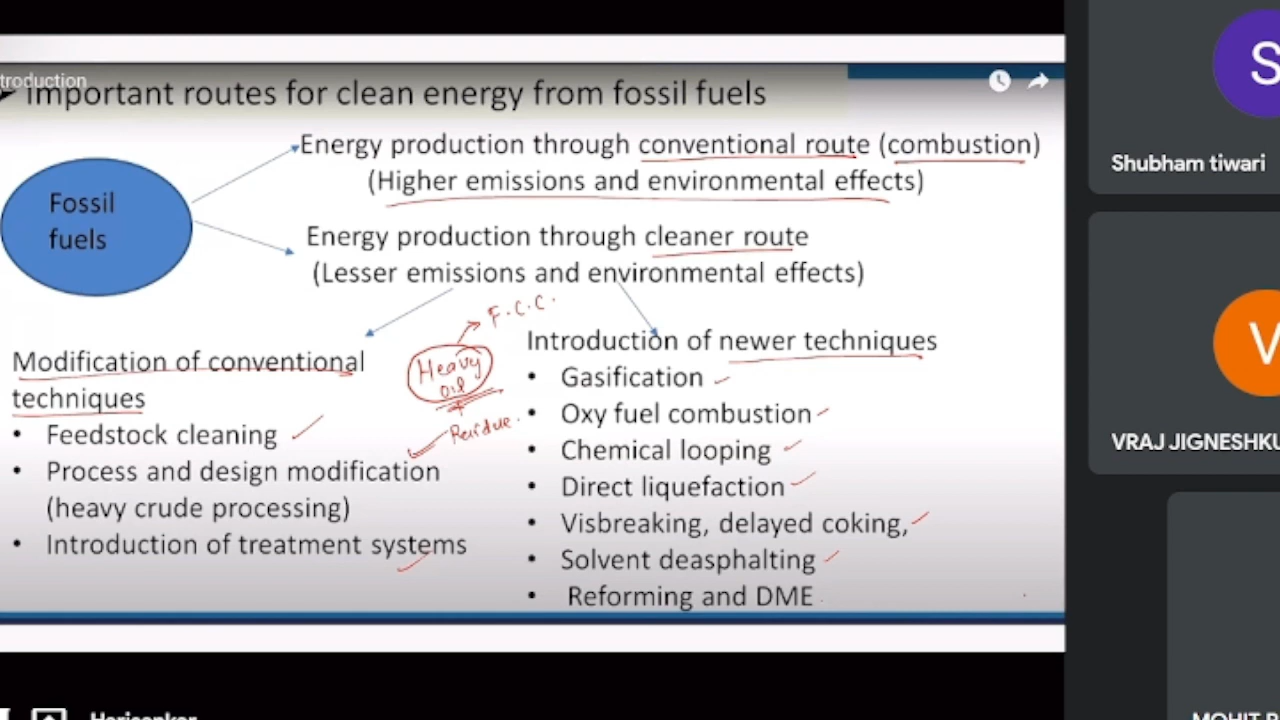 troduction
Important routes for clean energy from fossil fuels
Energy production through conventional route (combustion)
(Higher emissions and environmental effects)
Fossil
fuels
Energy production through cleaner route
(Lesser emissions and environmental effects)
F.C.C.
Heavy
oil
Residue.
Modification of conventional
techniques
• Feedstock cleaning
• Process and design modification
(heavy crude processing)
• Introduction of treatment systems
Introduction of newer techniques
• Gasification
• Oxy fuel combustion
• Chemical looping
• Direct liquefaction
• Visbreaking, delayed coking,
• Solvent deasphalting
• Reforming and DME
S
Shubham tiwari
V
VRAJ JIGNESHKU
MOHIT